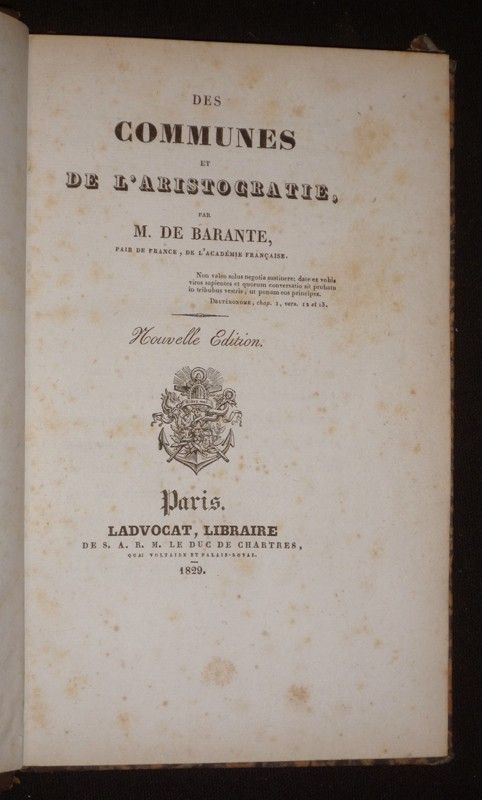 DES
COMMUNES
ET
DE L'ARISTOCRATIE,
PAR
M. DE BARANTE,
PAIR DE FRANCE, DE L'ACADÉMIE FRANÇAISE.
Non valeo solus negotia sustinere: date ex vobis
viros sapientes et quorum conversatio sit probata
in tribubus vestris, ut ponam eos principes.
DEUTÉRONOME, chap. 1, vers. 12 et 13.
Nouvelle Edition.
Paris.
LADVOCAT, LIBRAIRE
DE S. A. R. M. LE DUC DE CHARTRES,
QUAI VOLTAIRE ET PALAIS-ROYAL.
1829.